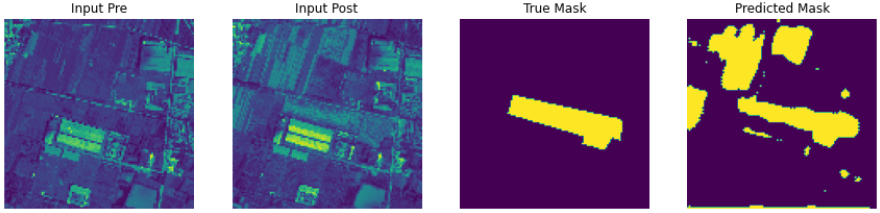 Input Pre
Input Post
True Mask
Predicted Mask